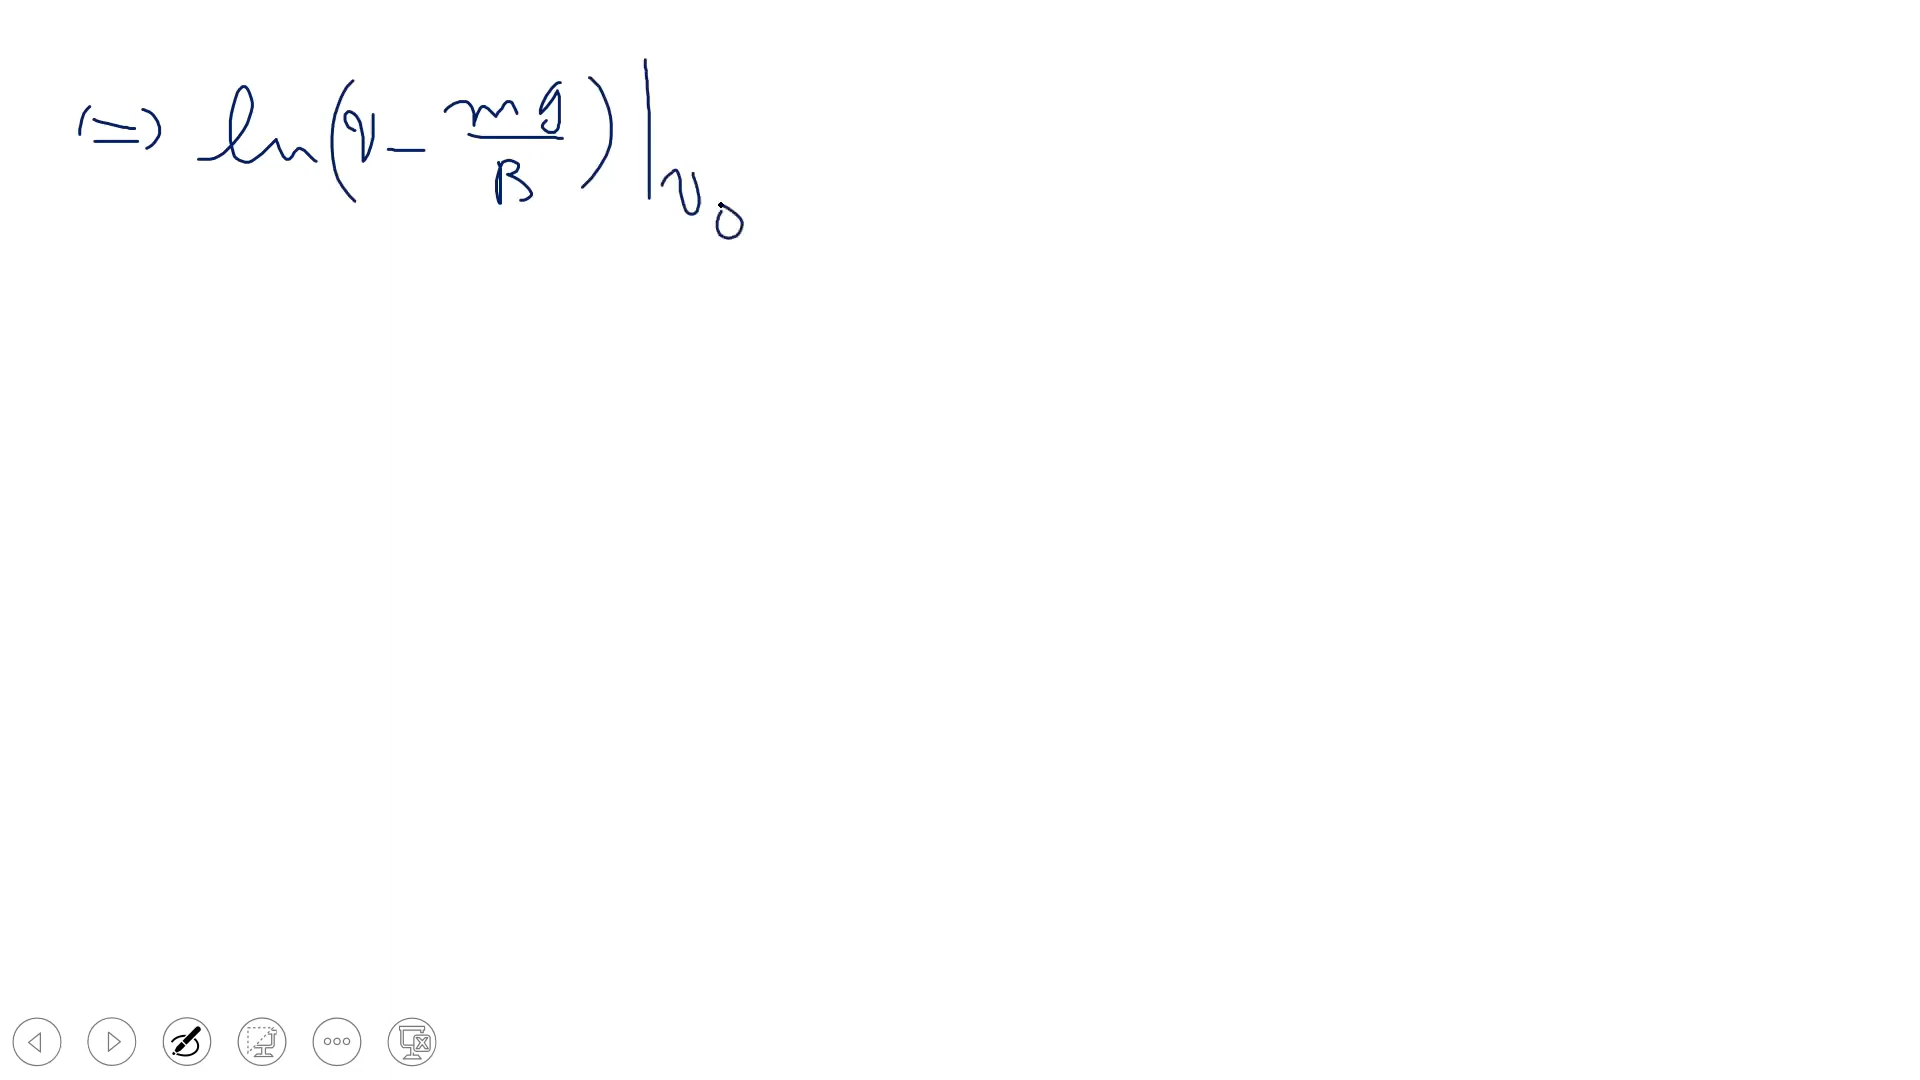 (=) ln(v - mg/B)|v₀